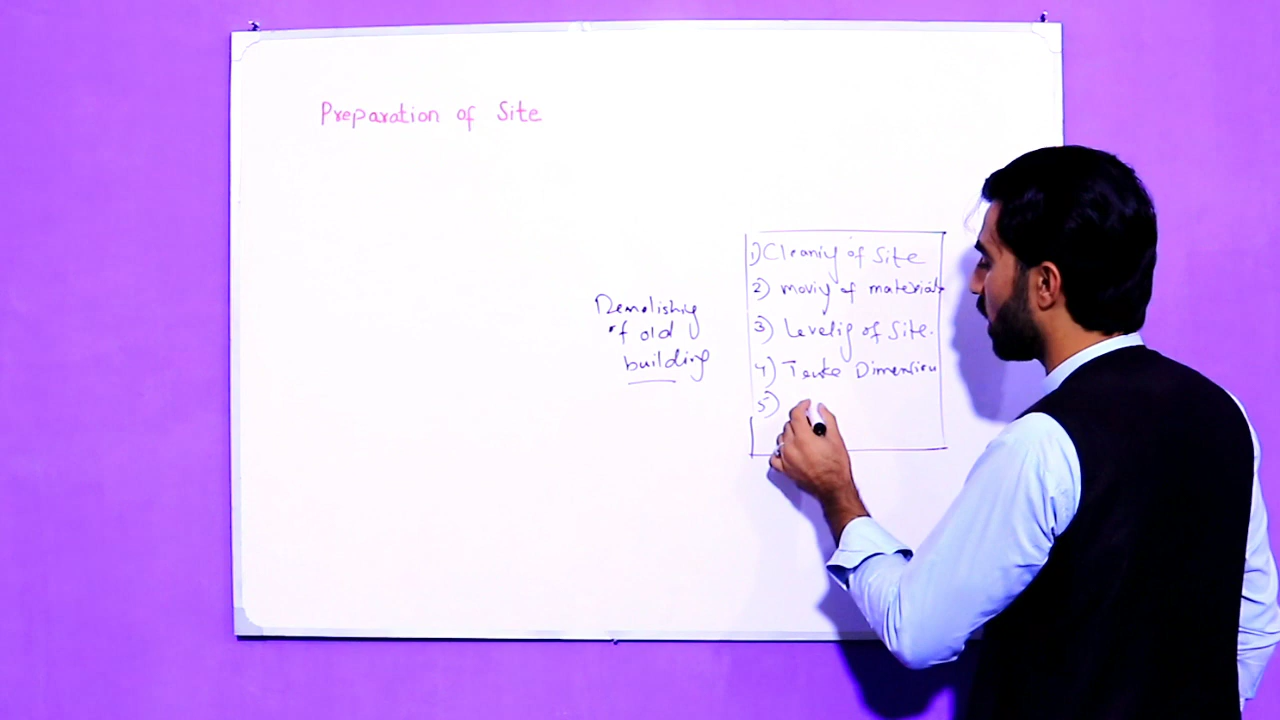 Preparation of Site
Demolishing
of old
building
1) Cleaning of Site
2) moving of materials
3) Leveling of Site.
4) Dimension
5)